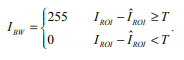 I_BW = { 255   I_ROI − Î_ROI ≥ T
       { 0     I_ROI − Î_ROI < T .